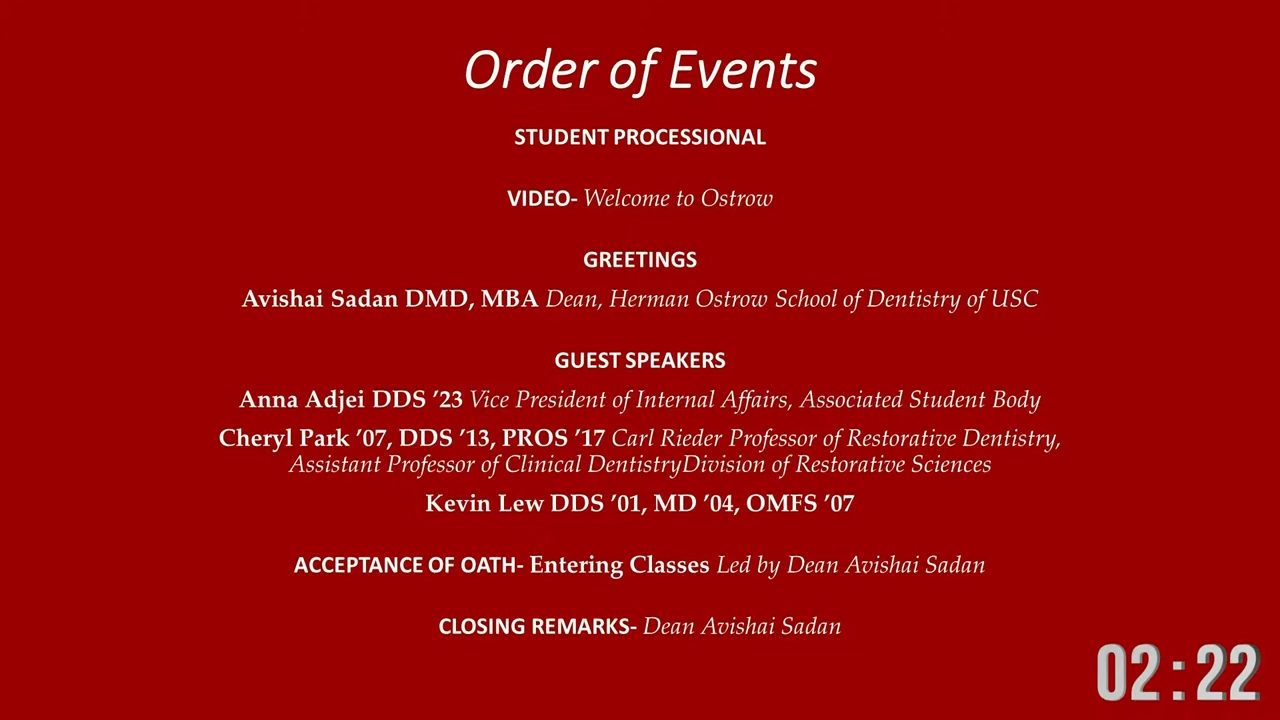 Order of Events
STUDENT PROCESSIONAL
VIDEO- Welcome to Ostrow
GREETINGS
Avishai Sadan DMD, MBA Dean, Herman Ostrow School of Dentistry of USC
GUEST SPEAKERS
Anna Adjei DDS ’23 Vice President of Internal Affairs, Associated Student Body
Cheryl Park ’07, DDS ’13, PROS ’17 Carl Rieder Professor of Restorative Dentistry,
Assistant Professor of Clinical DentistryDivision of Restorative Sciences
Kevin Lew DDS ’01, MD ’04, OMFS ’07
ACCEPTANCE OF OATH- Entering Classes Led by Dean Avishai Sadan
CLOSING REMARKS- Dean Avishai Sadan
02:22